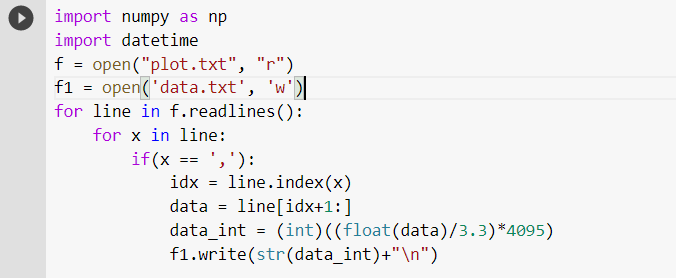 import numpy as np
import datetime
f = open("plot.txt", "r")
f1 = open('data.txt', 'w')
for line in f.readlines():
    for x in line:
        if(x == ','):
            idx = line.index(x)
            data = line[idx+1:]
            data_int = (int)((float(data)/3.3)*4095)
            f1.write(str(data_int)+"\n")